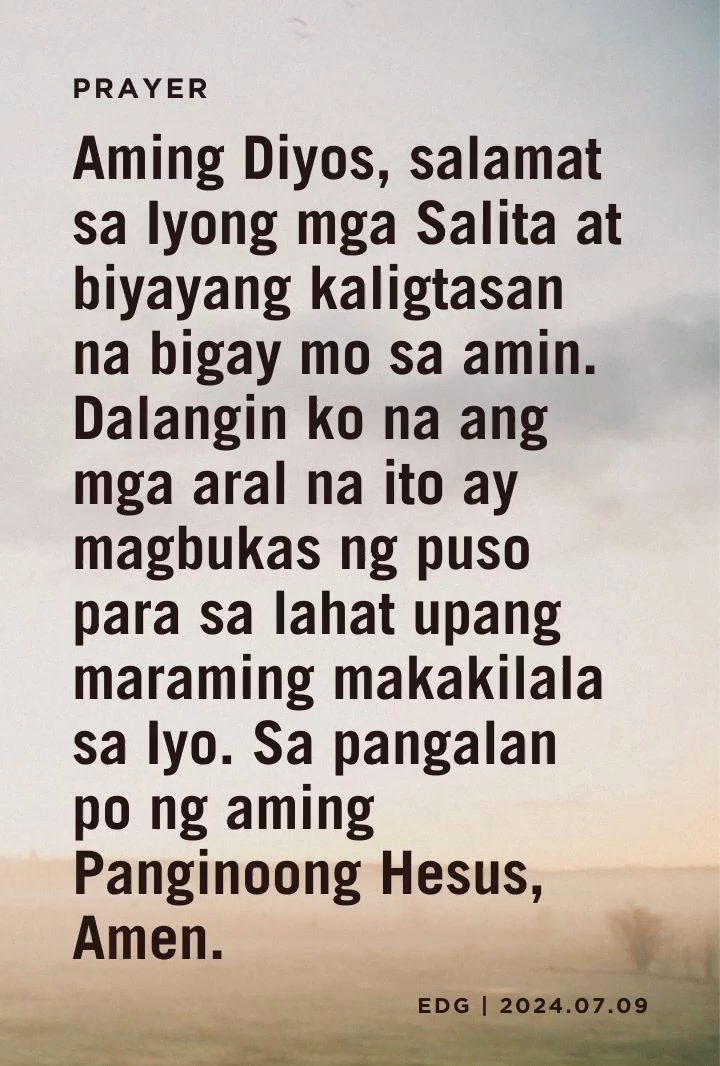 PRAYER
Aming Diyos, salamat
sa Iyong mga Salita at
biyayang kaligtasan
na bigay mo sa amin.
Dalangin ko na ang
mga aral na ito ay
magbukas ng puso
para sa lahat upang
maraming makakilala
sa Iyo. Sa pangalan
po ng aming
Panginoong Hesus,
Amen.
EDG | 2024.07.09